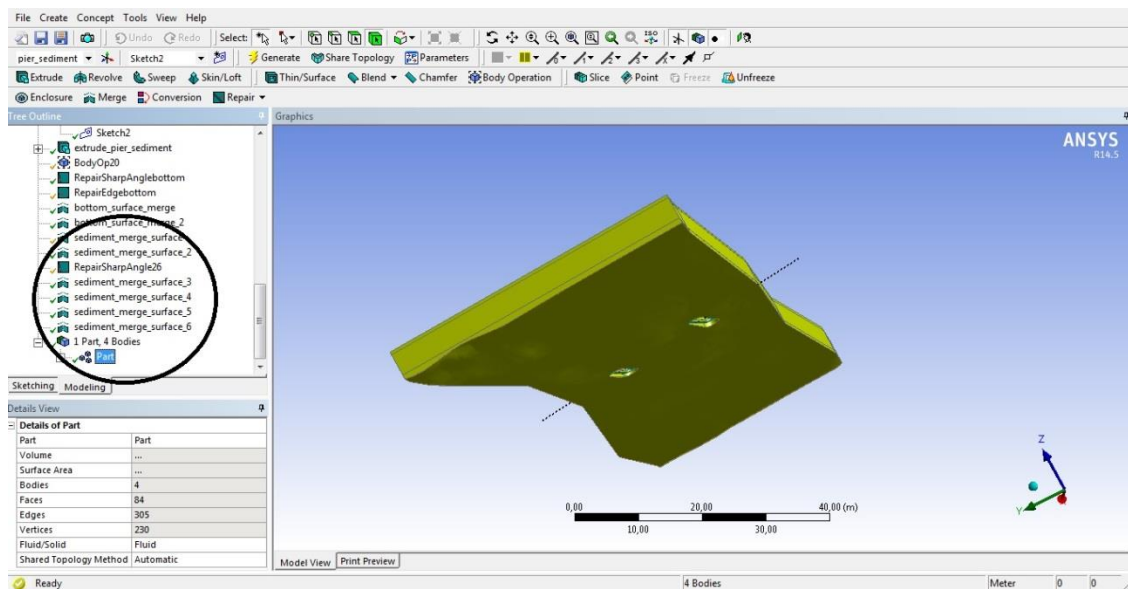 File Create Concept Tools View Help
Undo Redo Select:
pier_sediment Sketch2 Generate Share Topology Parameters
Extrude Revolve Sweep Skin/Loft Thin/Surface Blend Chamfer Body Operation Slice Point Freeze Unfreeze
Enclosure Merge Conversion Repair
Tree Outline
Graphics
Sketch2
extrude_pier_sediment
BodyOp20
RepairSharpAnglebottom
RepairEdgebottom
bottom_surface_merge
bottom_surface_merge_2
sediment_merge_surface
sediment_merge_surface_2
RepairSharpAngle26
sediment_merge_surface_3
sediment_merge_surface_4
sediment_merge_surface_5
sediment_merge_surface_6
1 Part, 4 Bodies
Part
Sketching Modeling
Details View
Details of Part
Part Part
Volume ...
Surface Area ...
Bodies 4
Faces 84
Edges 305
Vertices 230
Fluid/Solid Fluid
Shared Topology Method Automatic
ANSYS
R14.5
Z
Y
0,00 20,00 40,00 (m)
10,00 30,00
Model View Print Preview
Ready 4 Bodies Meter 0 0